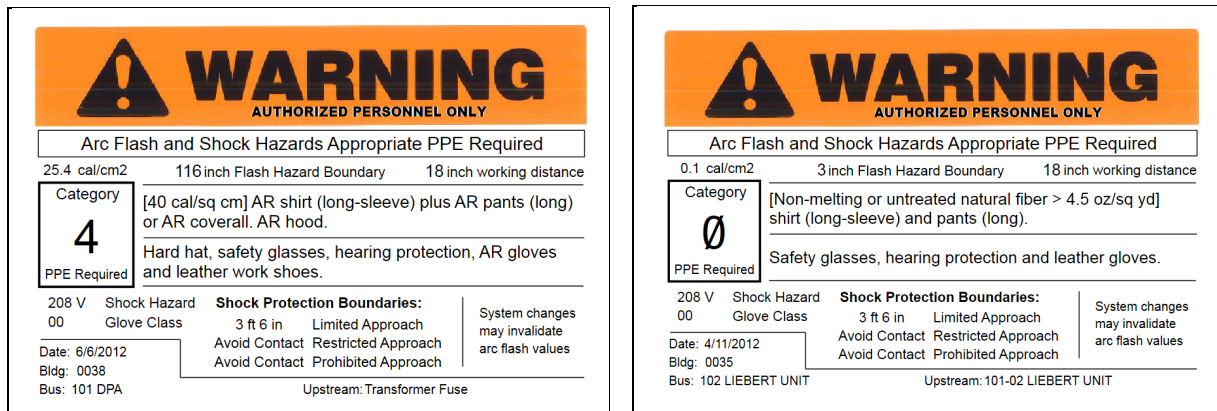 WARNING
AUTHORIZED PERSONNEL ONLY
Arc Flash and Shock Hazards Appropriate PPE Required
25.4 cal/cm2 116 inch Flash Hazard Boundary 18 inch working distance
Category
4
PPE Required
[40 cal/sq cm] AR shirt (long-sleeve) plus AR pants (long)
or AR coverall. AR hood.
Hard hat, safety glasses, hearing protection, AR gloves
and leather work shoes.
208 V Shock Hazard
00 Glove Class
Shock Protection Boundaries:
3 ft 6 in Limited Approach
Avoid Contact Restricted Approach
Avoid Contact Prohibited Approach
System changes
may invalidate
arc flash values
Date: 6/6/2012
Bldg: 0038
Bus: 101 DPA
Upstream: Transformer Fuse
WARNING
AUTHORIZED PERSONNEL ONLY
Arc Flash and Shock Hazards Appropriate PPE Required
0.1 cal/cm2 3 inch Flash Hazard Boundary 18 inch working distance
Category
Ø
PPE Required
[Non-melting or untreated natural fiber > 4.5 oz/sq yd]
shirt (long-sleeve) and pants (long).
Safety glasses, hearing protection and leather gloves.
208 V Shock Hazard
00 Glove Class
Shock Protection Boundaries:
3 ft 6 in Limited Approach
Avoid Contact Restricted Approach
Avoid Contact Prohibited Approach
System changes
may invalidate
arc flash values
Date: 4/11/2012
Bldg: 0035
Bus: 102 LIEBERT UNIT
Upstream: 101-02 LIEBERT UNIT